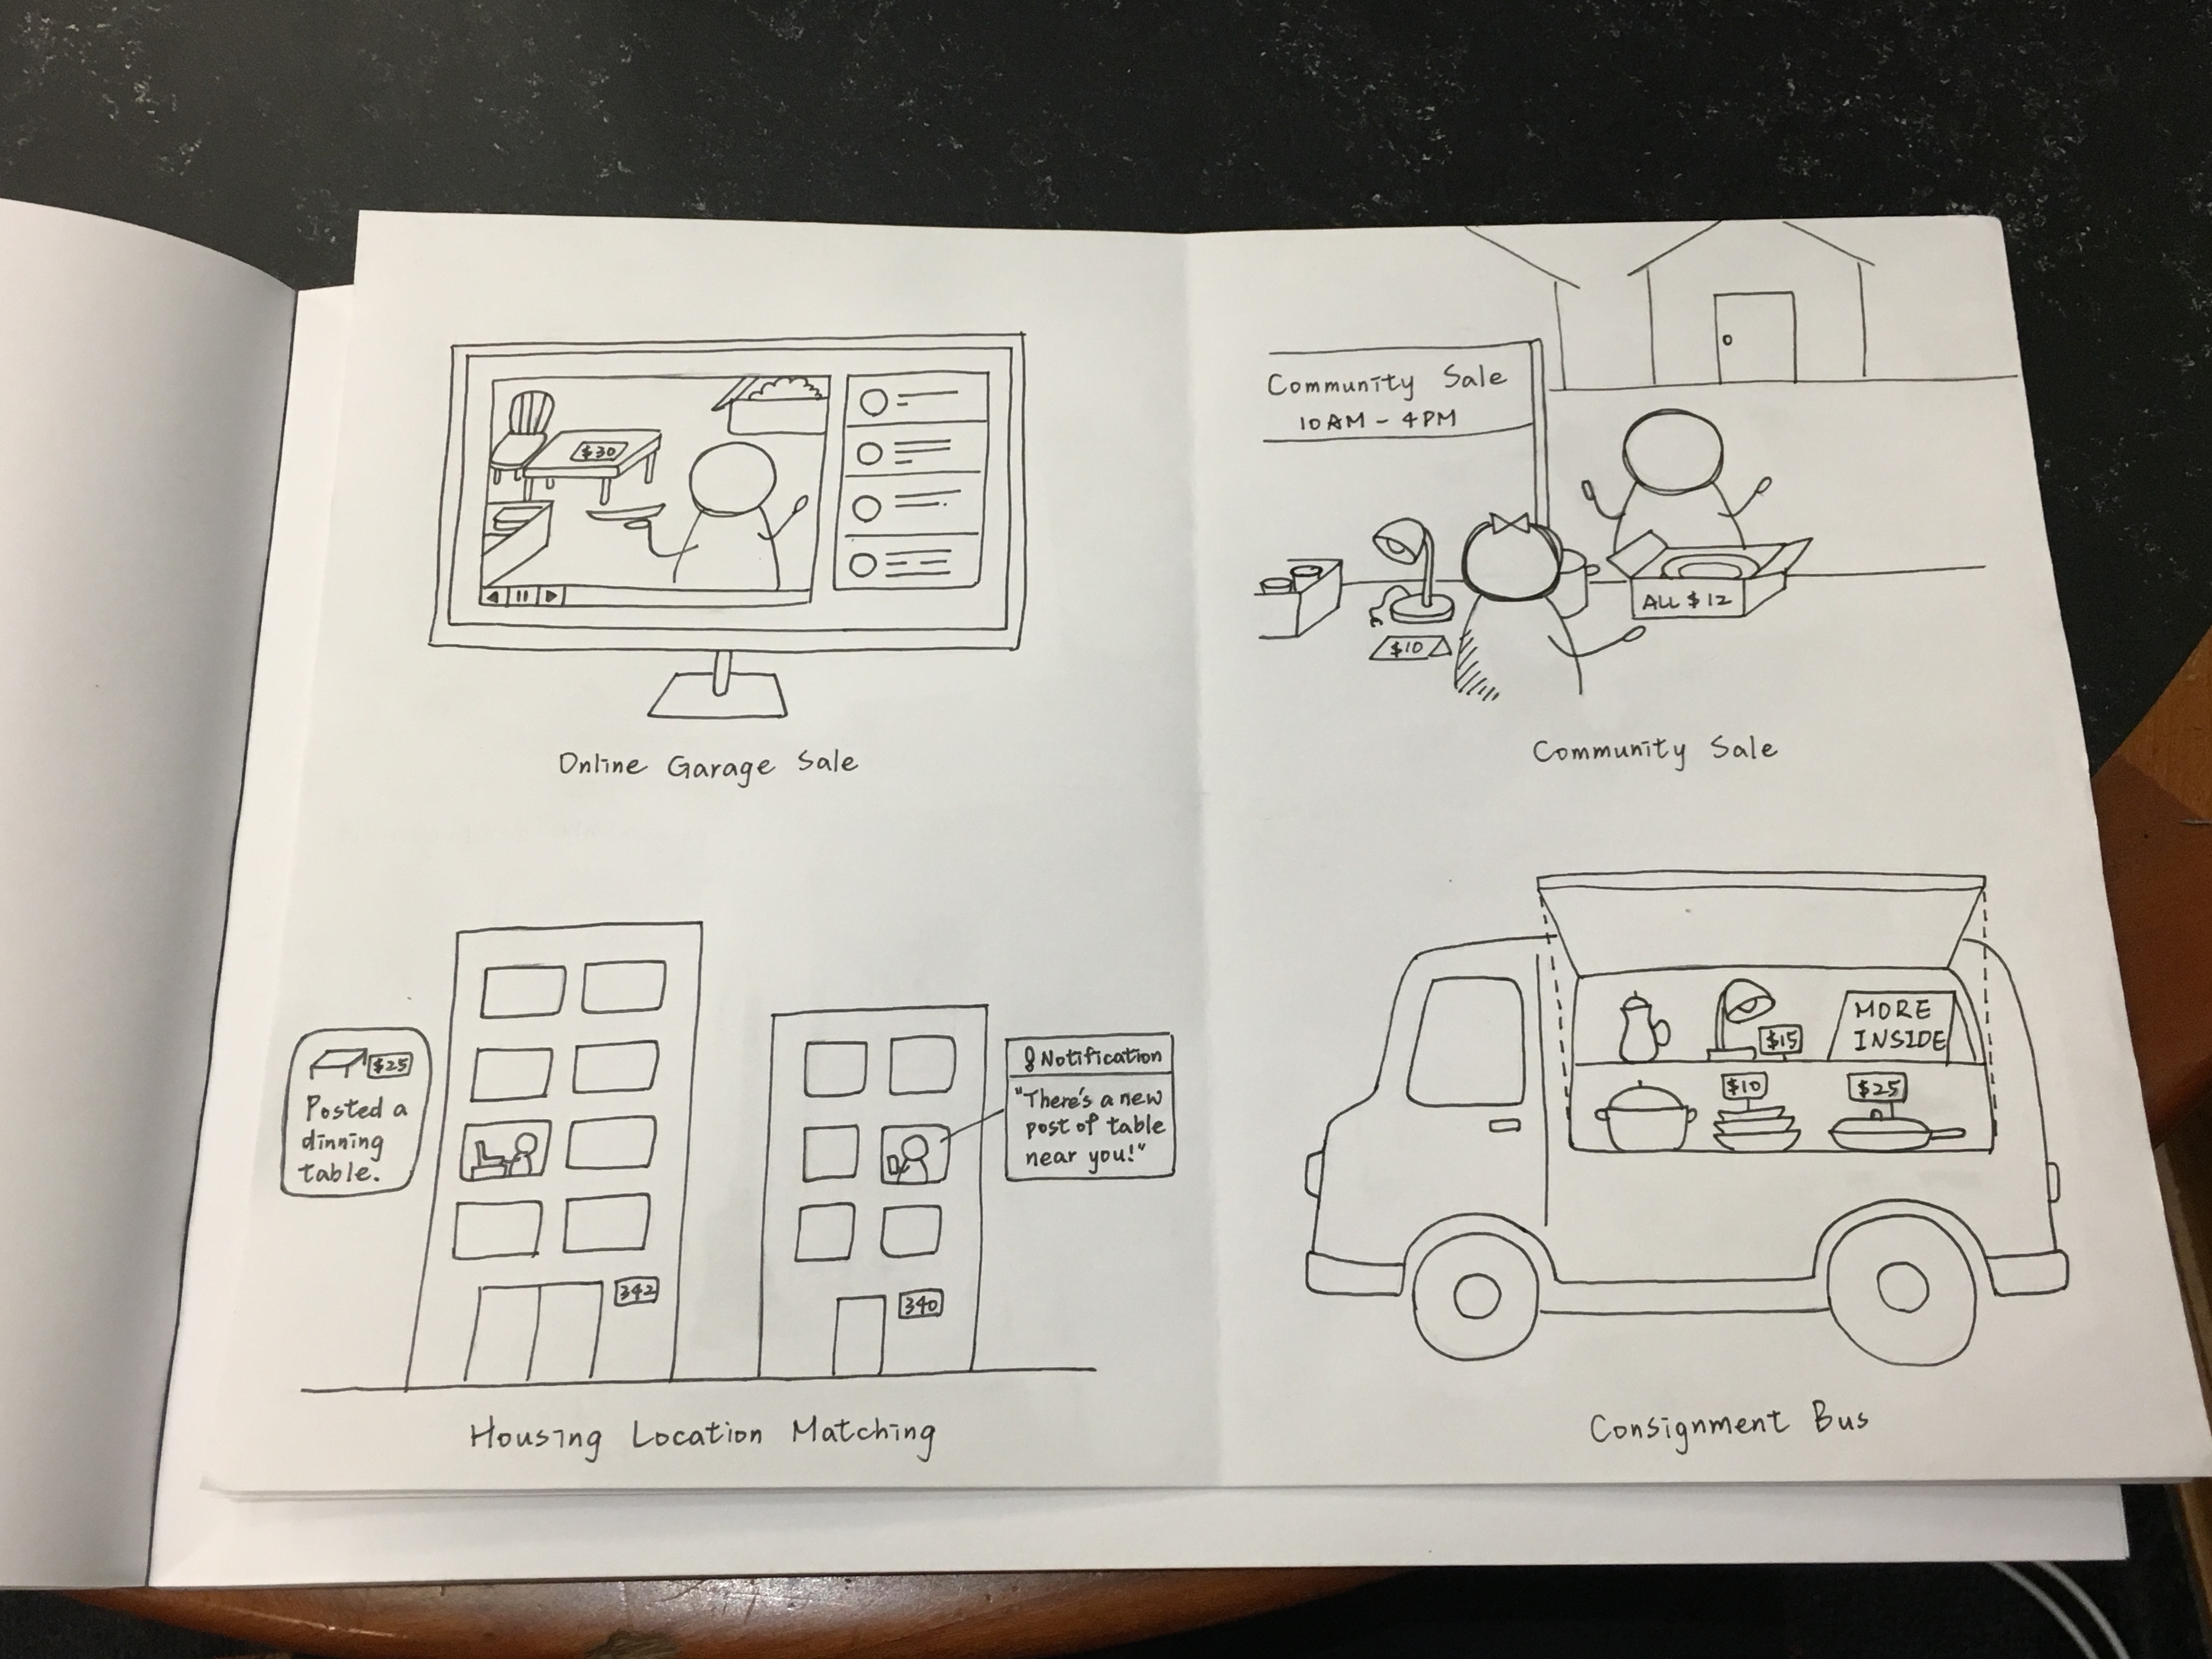 $30
Online Garage Sale
Community Sale
10AM - 4PM
$10
ALL $12
Community Sale
$25
Posted a
dinning
table.
Notification
"There's a new
post of table
near you!"
342
340
Housing Location Matching
MORE
INSIDE
$15
$10
$25
Consignment Bus